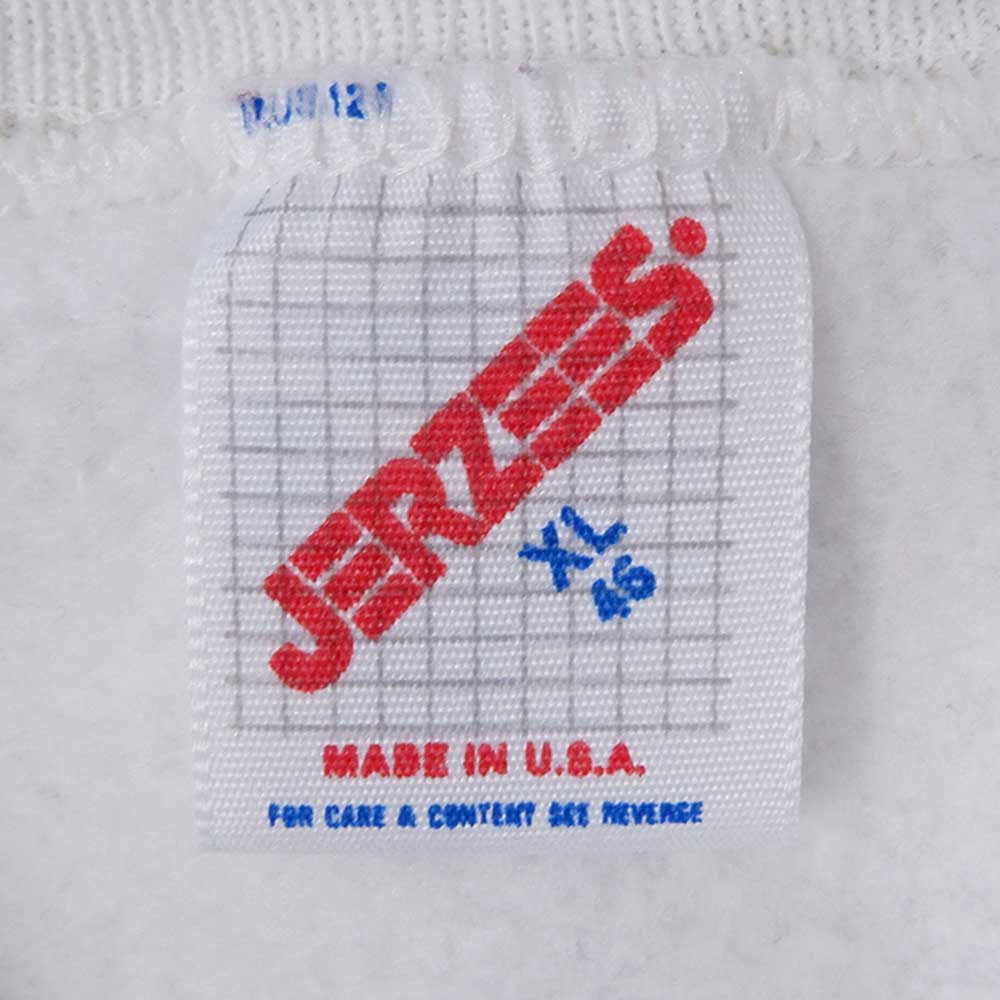 JERZEES.
XL
46
MADE IN U.S.A.
FOR CARE & CONTENT SEE REVERSE